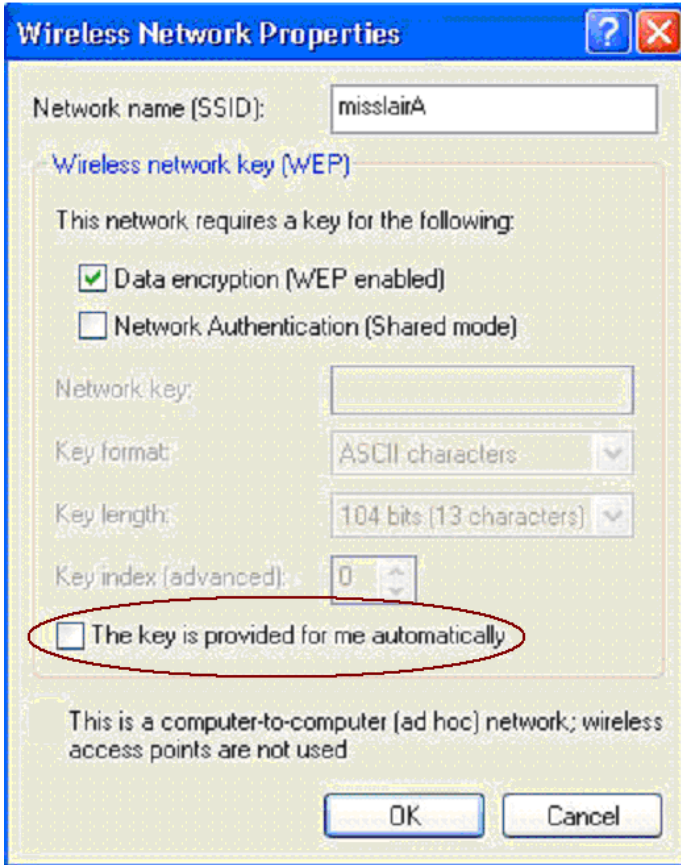 Wireless Network Properties
Network name (SSID): misslairA
Wireless network key (WEP)
This network requires a key for the following:
Data encryption (WEP enabled)
Network Authentication (Shared mode)
Network key:
Key format: ASCII characters
Key length: 104 bits (13 characters)
Key index (advanced): 0
The key is provided for me automatically
This is a computer-to-computer (ad hoc) network; wireless
access points are not used
OK Cancel